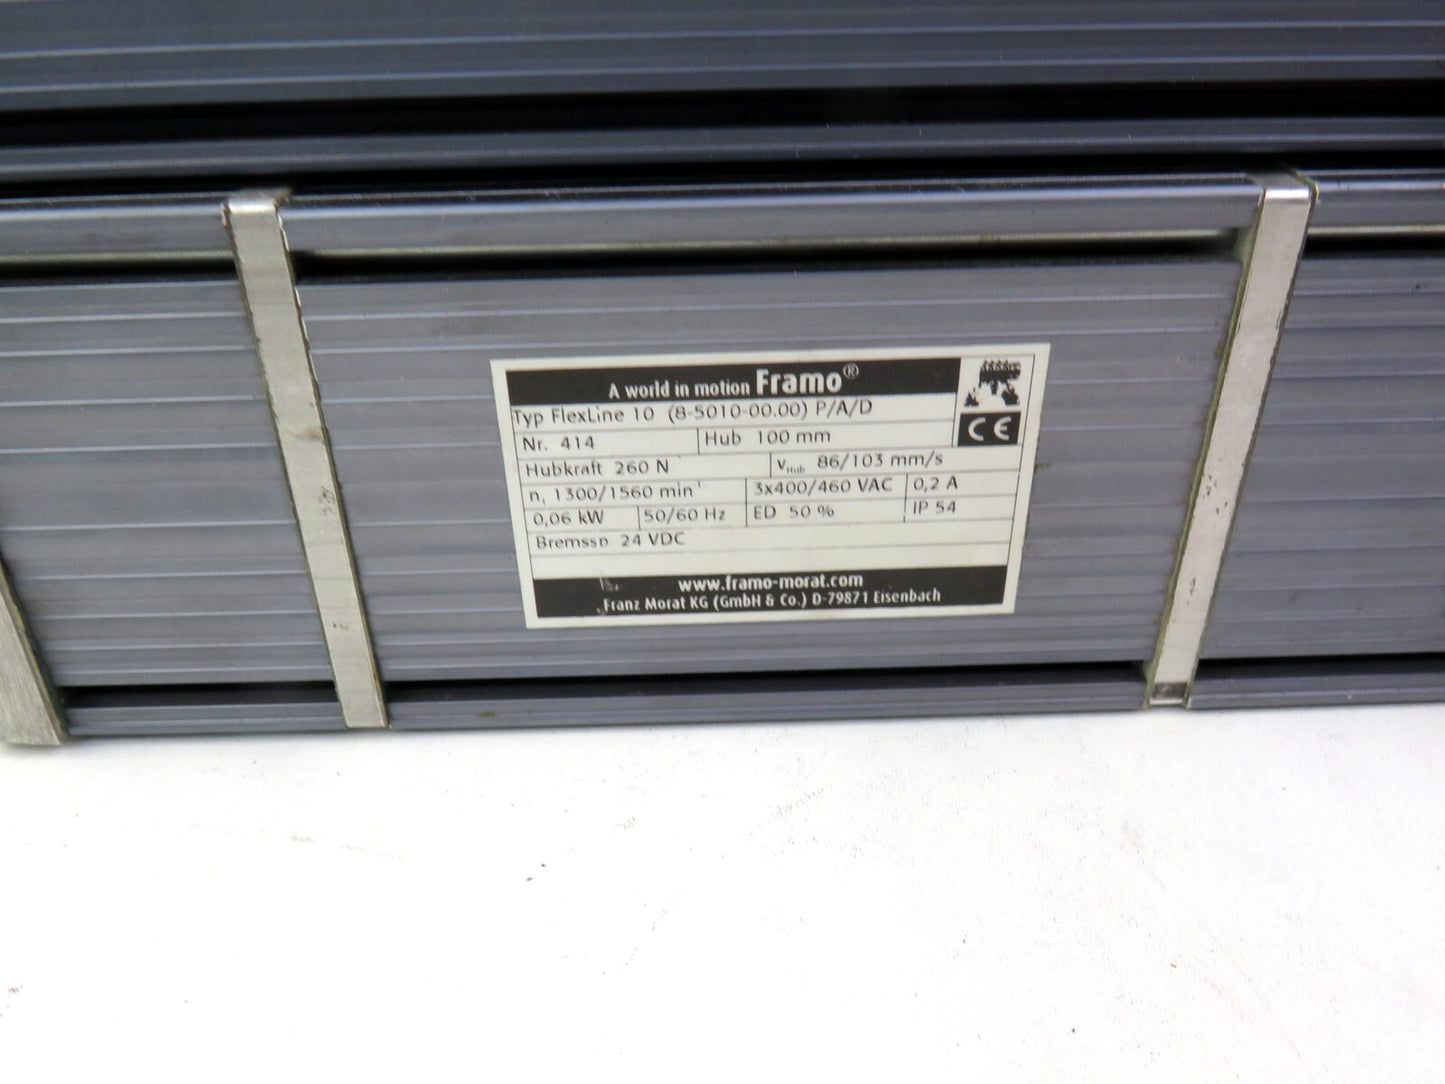 A world in motion Framo®
Typ FlexLine 10 (8-5010-00.00) P/A/D
CE
Nr. 414 Hub 100 mm
Hubkraft 260 N vHub 86/103 mm/s
n, 1300/1560 min 3x400/460 VAC 0,2 A
0,06 kW 50/60 Hz ED 50 % IP 54
Bremssp. 24 VDC
www.framo-morat.com
Franz Morat KG (GmbH & Co.) D-79871 Eisenbach